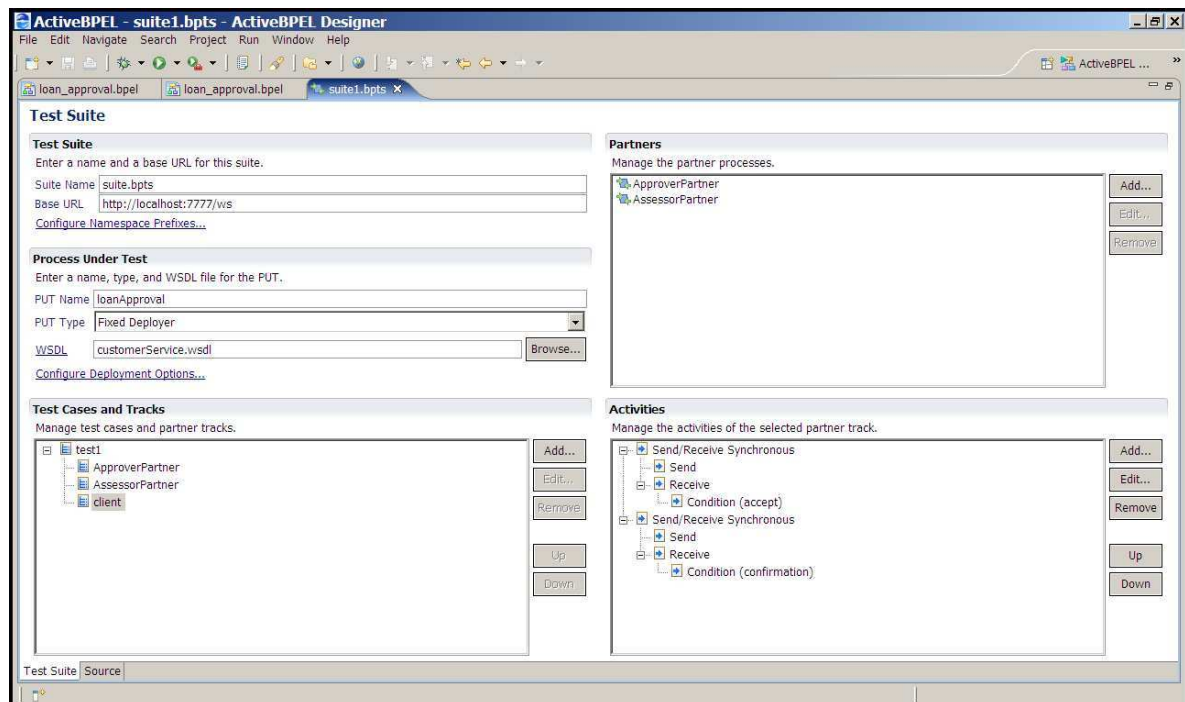 ActiveBPEL - suite1.bpts - ActiveBPEL Designer
File Edit Navigate Search Project Run Window Help
ActiveBPEL ... »
loan_approval.bpel loan_approval.bpel suite1.bpts X
Test Suite
Test Suite
Enter a name and a base URL for this suite.
Suite Name suite.bpts
Base URL http://localhost:7777/ws
Configure Namespace Prefixes...
Process Under Test
Enter a name, type, and WSDL file for the PUT.
PUT Name loanApproval
PUT Type Fixed Deployer
WSDL customerService.wsdl Browse...
Configure Deployment Options...
Partners
Manage the partner processes.
ApproverPartner
AssessorPartner
Add...
Edit...
Remove
Test Cases and Tracks
Manage test cases and partner tracks.
test1
ApproverPartner
AssessorPartner
client
Add...
Edit...
Remove
Up
Down
Activities
Manage the activities of the selected partner track.
Send/Receive Synchronous
Send
Receive
Condition (accept)
Send/Receive Synchronous
Send
Receive
Condition (confirmation)
Add...
Edit...
Remove
Up
Down
Test Suite Source